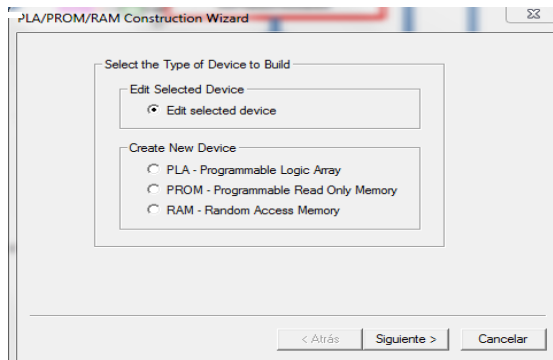 PLA/PROM/RAM Construction Wizard
Select the Type of Device to Build
Edit Selected Device
Edit selected device
Create New Device
PLA - Programmable Logic Array
PROM - Programmable Read Only Memory
RAM - Random Access Memory
< Atrás
Siguiente >
Cancelar